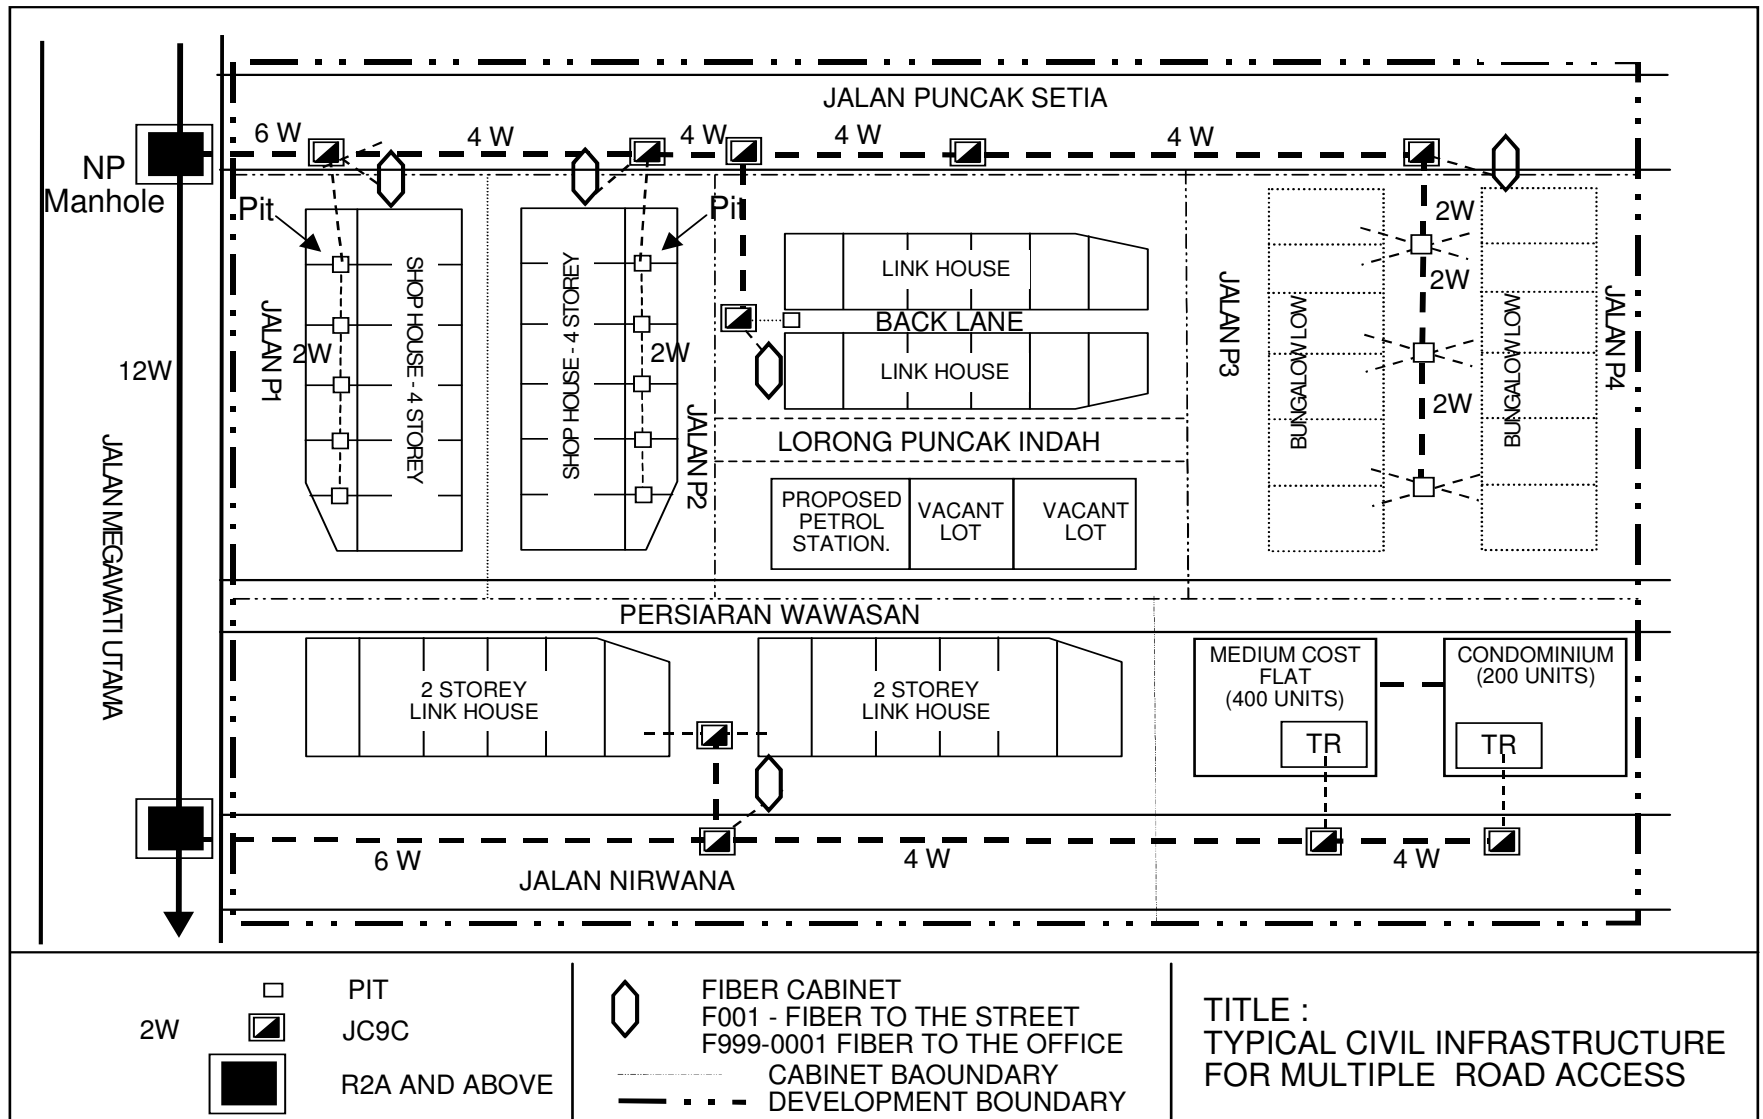 JALAN PUNCAK SETIA
6 W
4 W
4 W
4 W
4 W
NP
Manhole
Pit
Pit
2W
2W
2W
LINK HOUSE
BACK LANE
LINK HOUSE
SHOP HOUSE - 4 STOREY
SHOP HOUSE - 4 STOREY
JALAN P1
2W
2W
JALAN P2
JALAN P3
BUNGALOW LOW
BUNGALOW LOW
JALAN P4
12W
JALAN MEGAWATI UTAMA
LORONG PUNCAK INDAH
PROPOSED
PETROL
STATION.
VACANT
LOT
VACANT
LOT
PERSIARAN WAWASAN
2 STOREY
LINK HOUSE
2 STOREY
LINK HOUSE
MEDIUM COST
FLAT
(400 UNITS)
TR
CONDOMINIUM
(200 UNITS)
TR
6 W
4 W
4 W
JALAN NIRWANA
PIT
2W
JC9C
R2A AND ABOVE
FIBER CABINET
F001 - FIBER TO THE STREET
F999-0001 FIBER TO THE OFFICE
CABINET BAOUNDARY
DEVELOPMENT BOUNDARY
TITLE :
TYPICAL CIVIL INFRASTRUCTURE
FOR MULTIPLE ROAD ACCESS